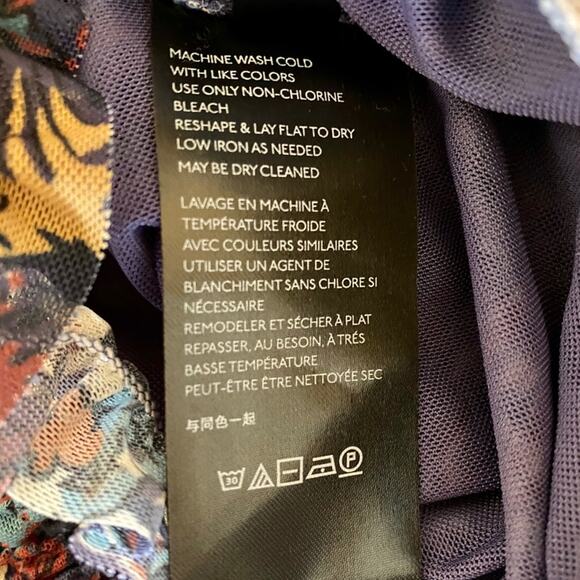 MACHINE WASH COLD
WITH LIKE COLORS
USE ONLY NON-CHLORINE
BLEACH
RESHAPE & LAY FLAT TO DRY
LOW IRON AS NEEDED
MAY BE DRY CLEANED
LAVAGE EN MACHINE À
TEMPÉRATURE FROIDE
AVEC COULEURS SIMILAIRES
UTILISER UN AGENT DE
BLANCHIMENT SANS CHLORE SI
NÉCESSAIRE
REMODELER ET SÉCHER À PLAT
REPASSER, AU BESOIN, À TRÉS
BASSE TEMPÉRATURE
PEUT-ÊTRE ÊTRE NETTOYÉE SEC
与同色一起
30 P